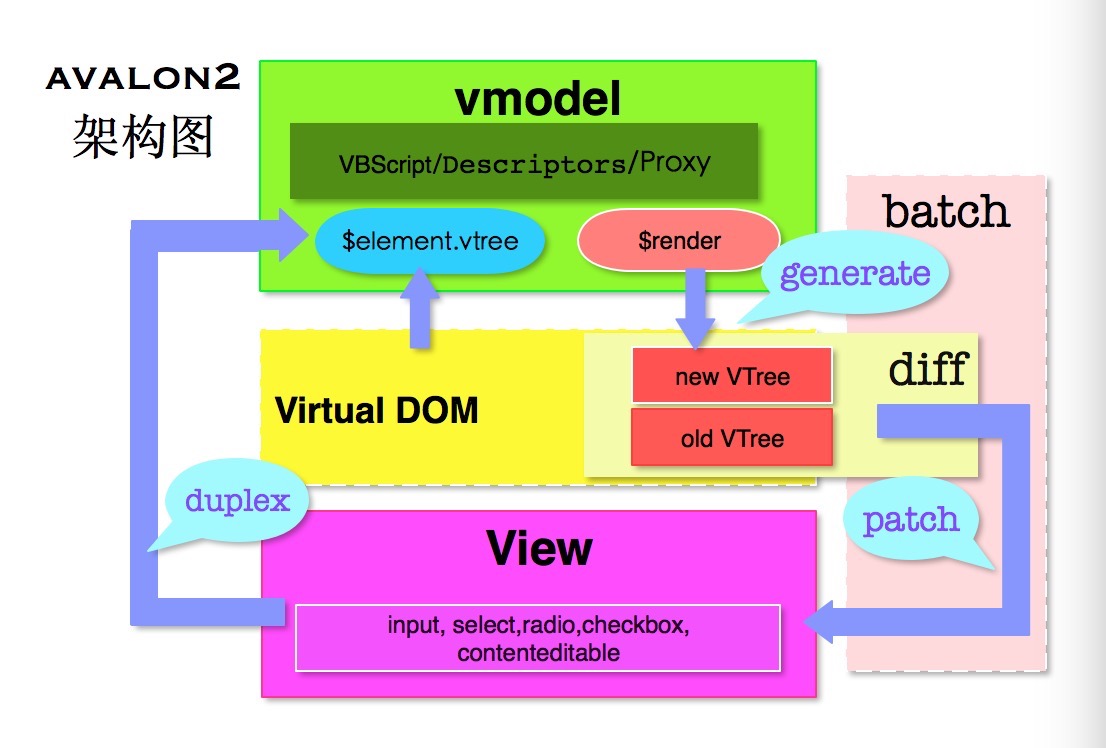 AVALON2
架构图
vmodel
VBScript/Descriptors/Proxy
$element.vtree
$render
batch
generate
new VTree
diff
Virtual DOM
old VTree
duplex
patch
View
input, select,radio,checkbox,
contenteditable